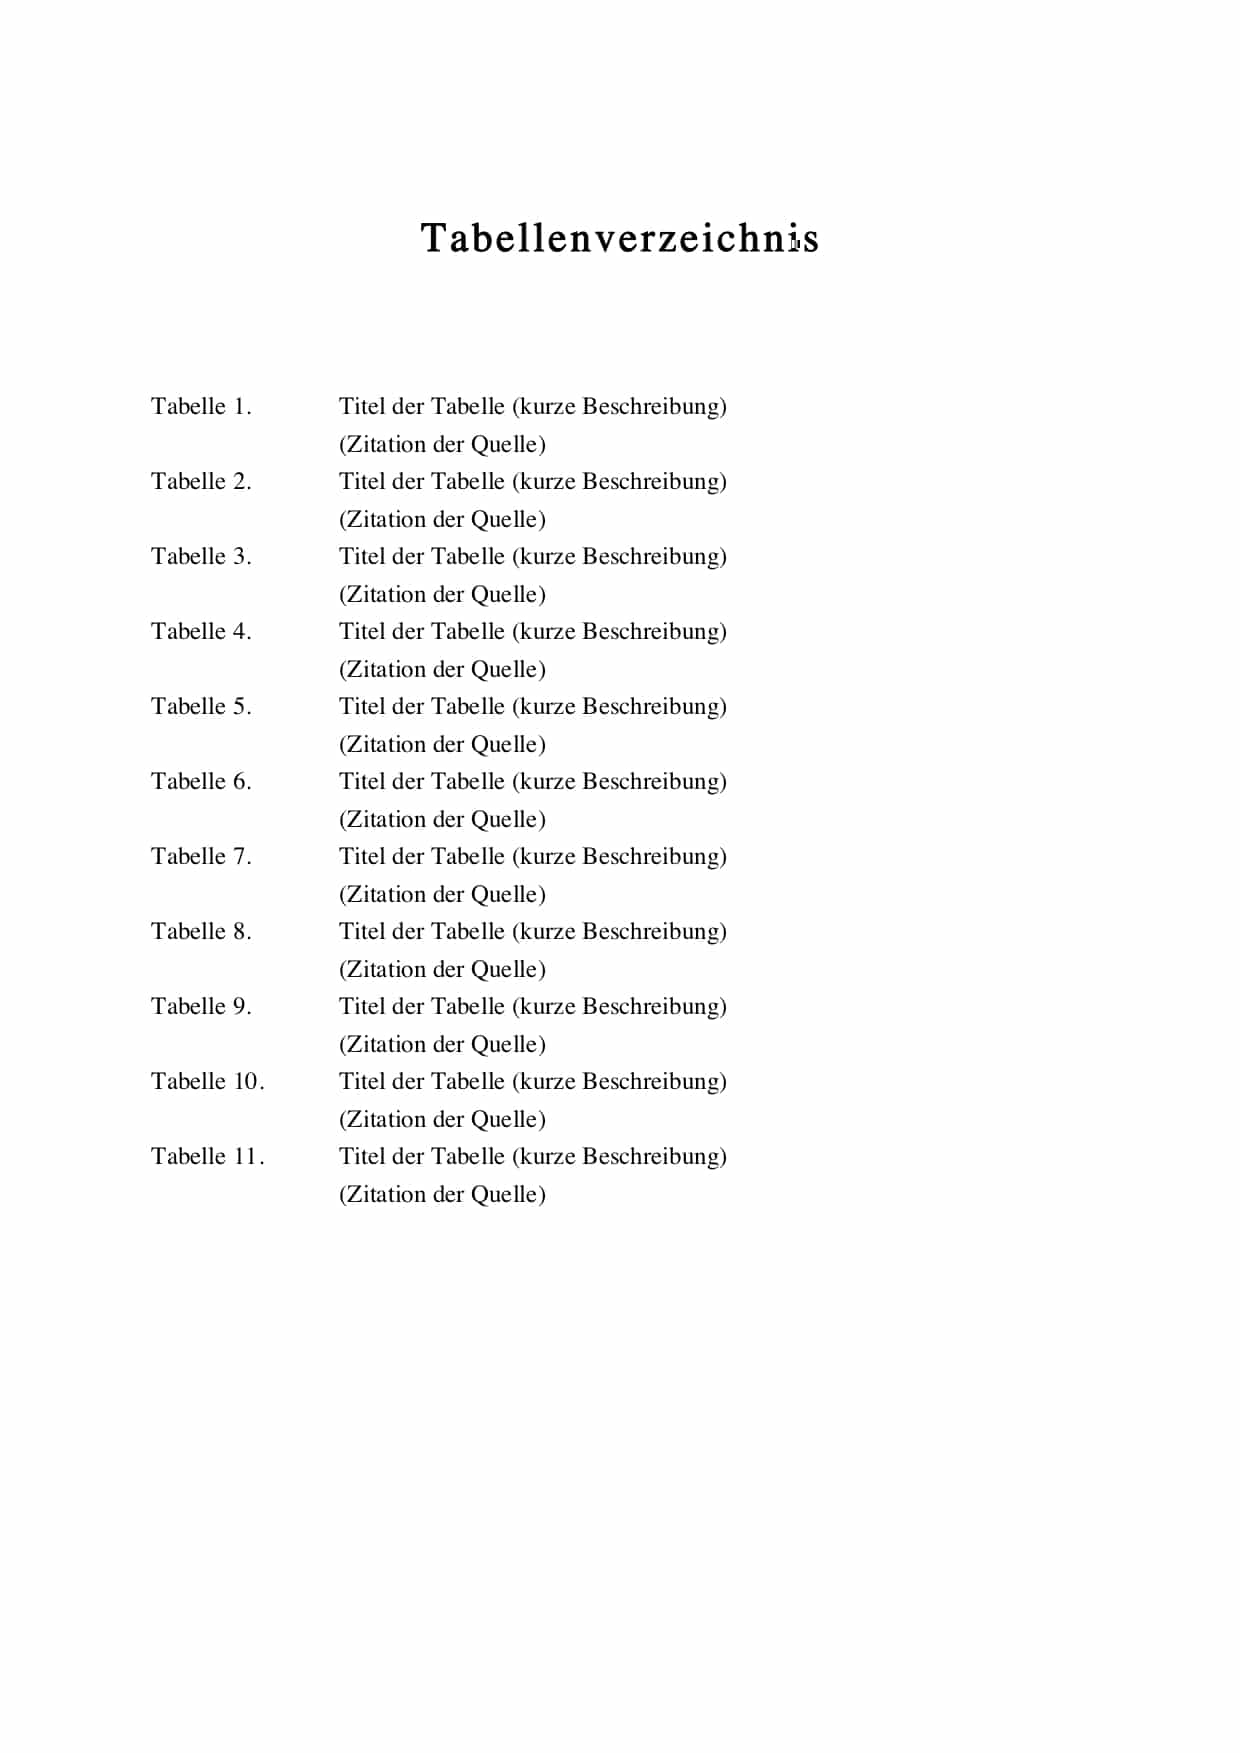 Tabellenverzeichnis
Tabelle 1. Titel der Tabelle (kurze Beschreibung)
(Zitation der Quelle)
Tabelle 2. Titel der Tabelle (kurze Beschreibung)
(Zitation der Quelle)
Tabelle 3. Titel der Tabelle (kurze Beschreibung)
(Zitation der Quelle)
Tabelle 4. Titel der Tabelle (kurze Beschreibung)
(Zitation der Quelle)
Tabelle 5. Titel der Tabelle (kurze Beschreibung)
(Zitation der Quelle)
Tabelle 6. Titel der Tabelle (kurze Beschreibung)
(Zitation der Quelle)
Tabelle 7. Titel der Tabelle (kurze Beschreibung)
(Zitation der Quelle)
Tabelle 8. Titel der Tabelle (kurze Beschreibung)
(Zitation der Quelle)
Tabelle 9. Titel der Tabelle (kurze Beschreibung)
(Zitation der Quelle)
Tabelle 10. Titel der Tabelle (kurze Beschreibung)
(Zitation der Quelle)
Tabelle 11. Titel der Tabelle (kurze Beschreibung)
(Zitation der Quelle)